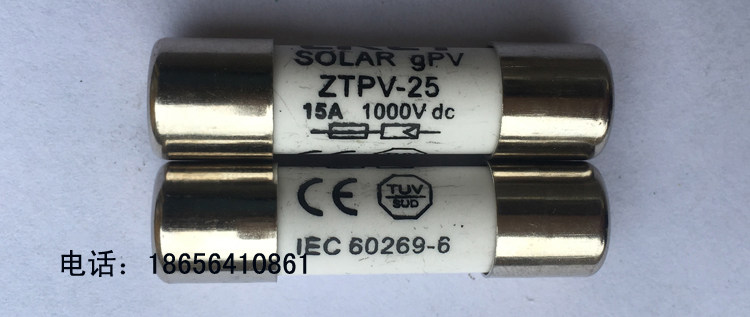 SOLAR gPV
ZTPV-25
15A 1000V dc
CE TUV
SUD
IEC 60269-6
电话：18656410861